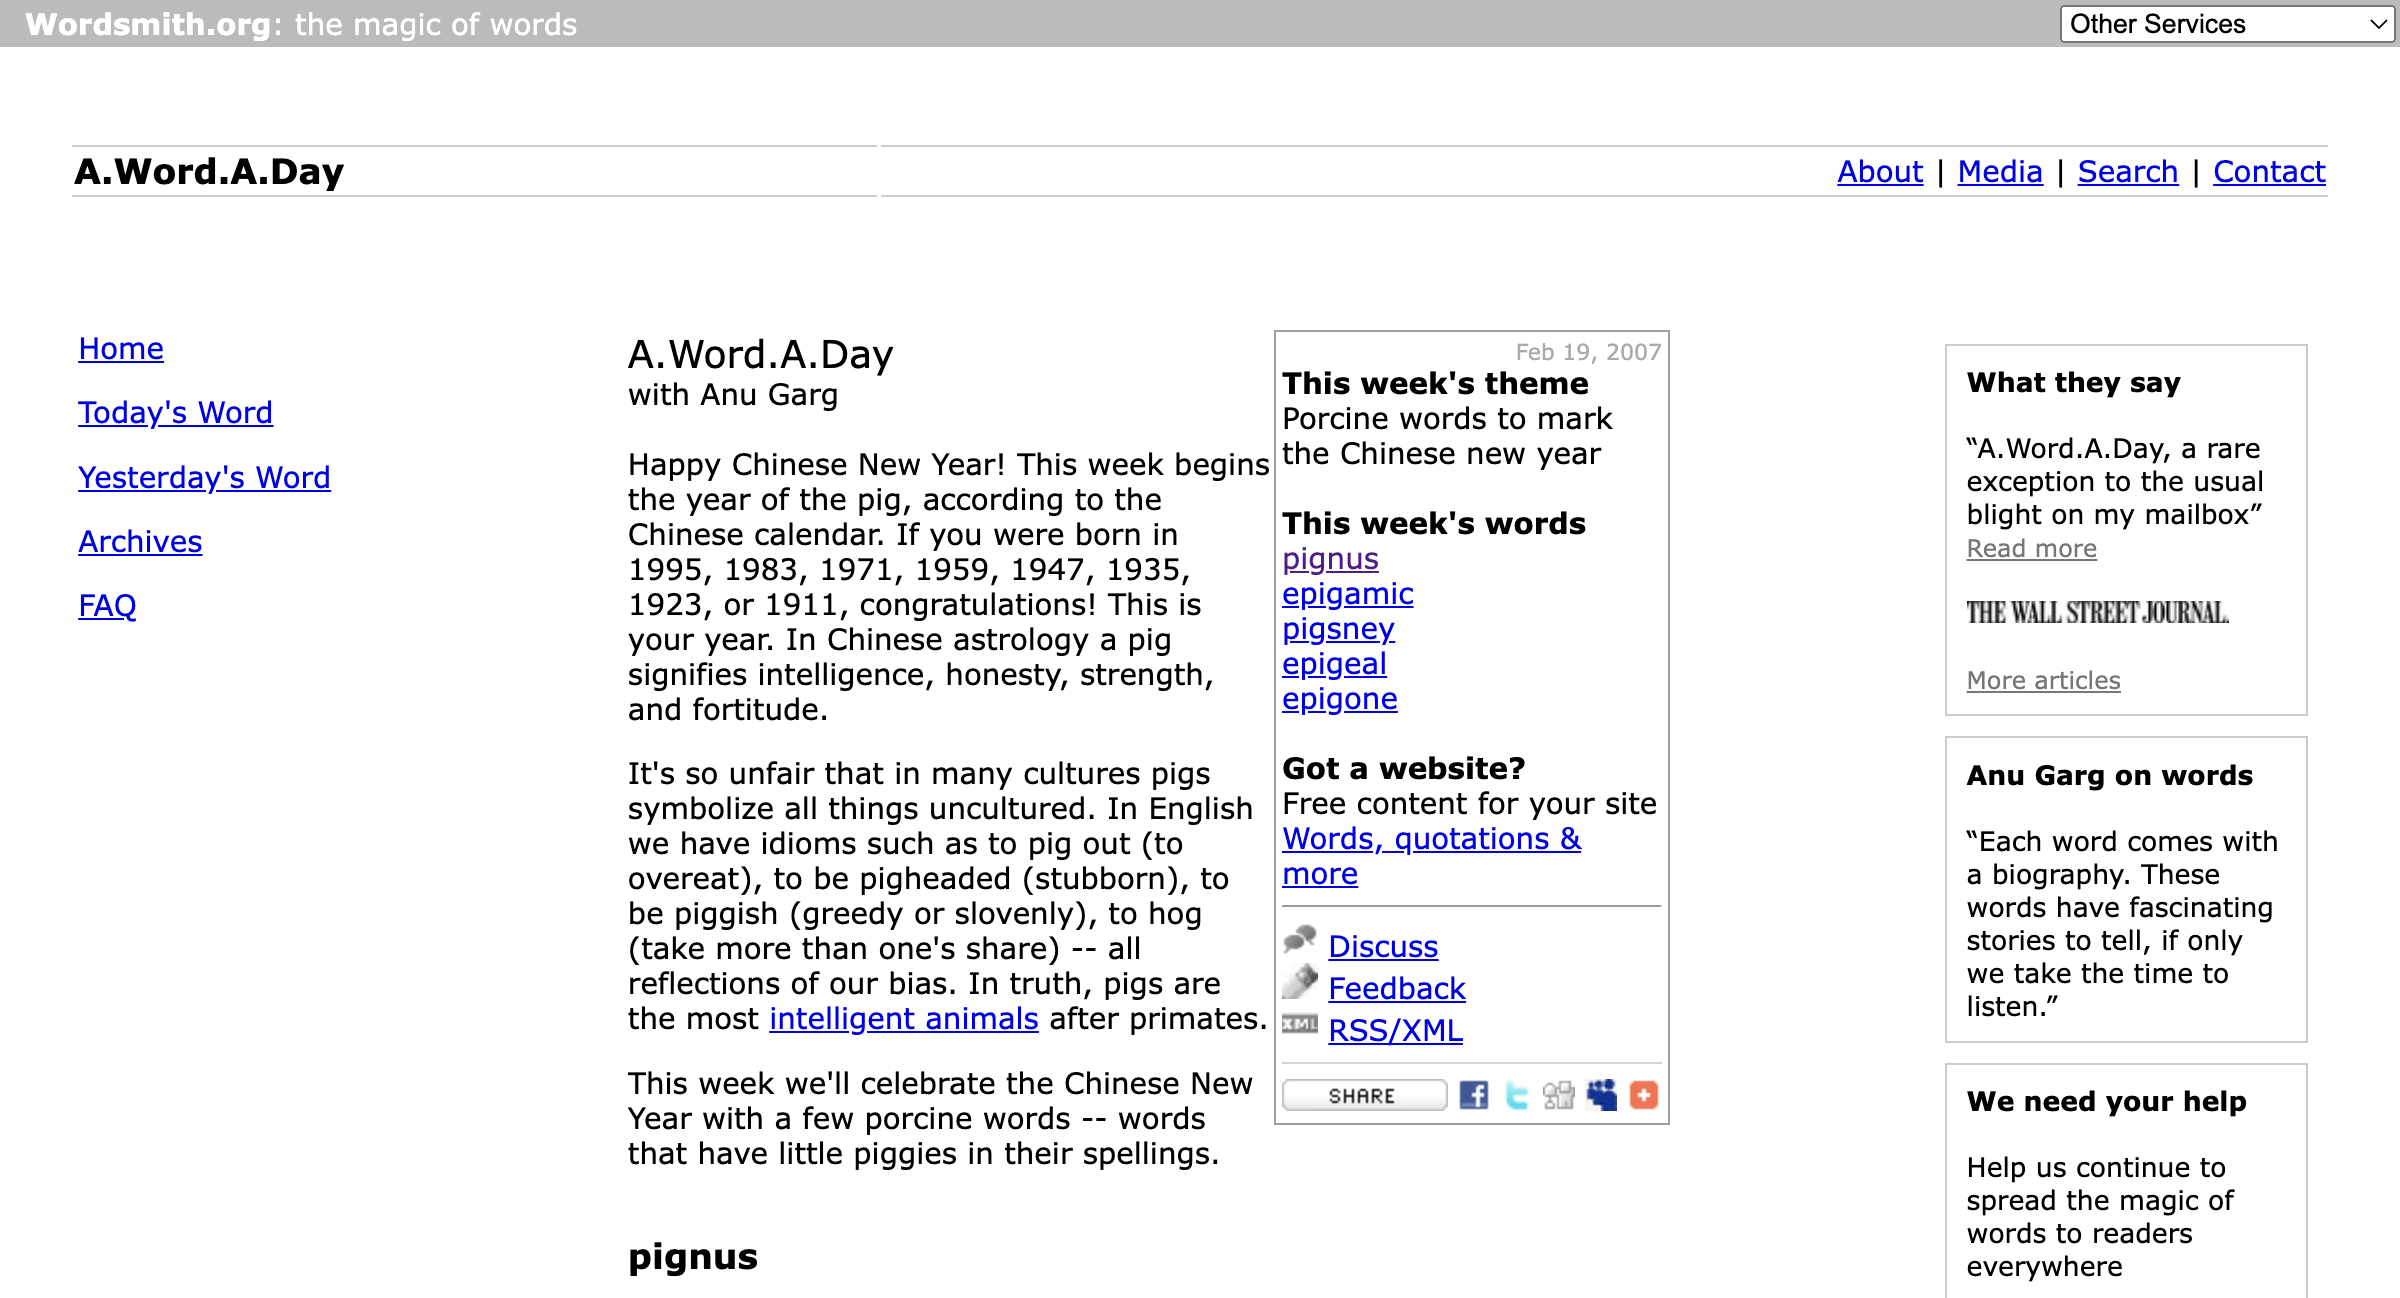 Wordsmith.org: the magic of words
Other Services
A.Word.A.Day
About | Media | Search | Contact
Home
Today's Word
Yesterday's Word
Archives
FAQ
A.Word.A.Day
with Anu Garg
Happy Chinese New Year! This week begins
the year of the pig, according to the
Chinese calendar. If you were born in
1995, 1983, 1971, 1959, 1947, 1935,
1923, or 1911, congratulations! This is
your year. In Chinese astrology a pig
signifies intelligence, honesty, strength,
and fortitude.
It's so unfair that in many cultures pigs
symbolize all things uncultured. In English
we have idioms such as to pig out (to
overeat), to be pigheaded (stubborn), to
be piggish (greedy or slovenly), to hog
(take more than one's share) -- all
reflections of our bias. In truth, pigs are
the most intelligent animals after primates.
This week we'll celebrate the Chinese New
Year with a few porcine words -- words
that have little piggies in their spellings.
pignus
Feb 19, 2007
This week's theme
Porcine words to mark
the Chinese new year
This week's words
pignus
epigamic
pigsney
epigeal
epigone
Got a website?
Free content for your site
Words, quotations &
more
Discuss
Feedback
XML RSS/XML
SHARE
What they say
“A.Word.A.Day, a rare
exception to the usual
blight on my mailbox”
Read more
THE WALL STREET JOURNAL.
More articles
Anu Garg on words
“Each word comes with
a biography. These
words have fascinating
stories to tell, if only
we take the time to
listen.”
We need your help
Help us continue to
spread the magic of
words to readers
everywhere